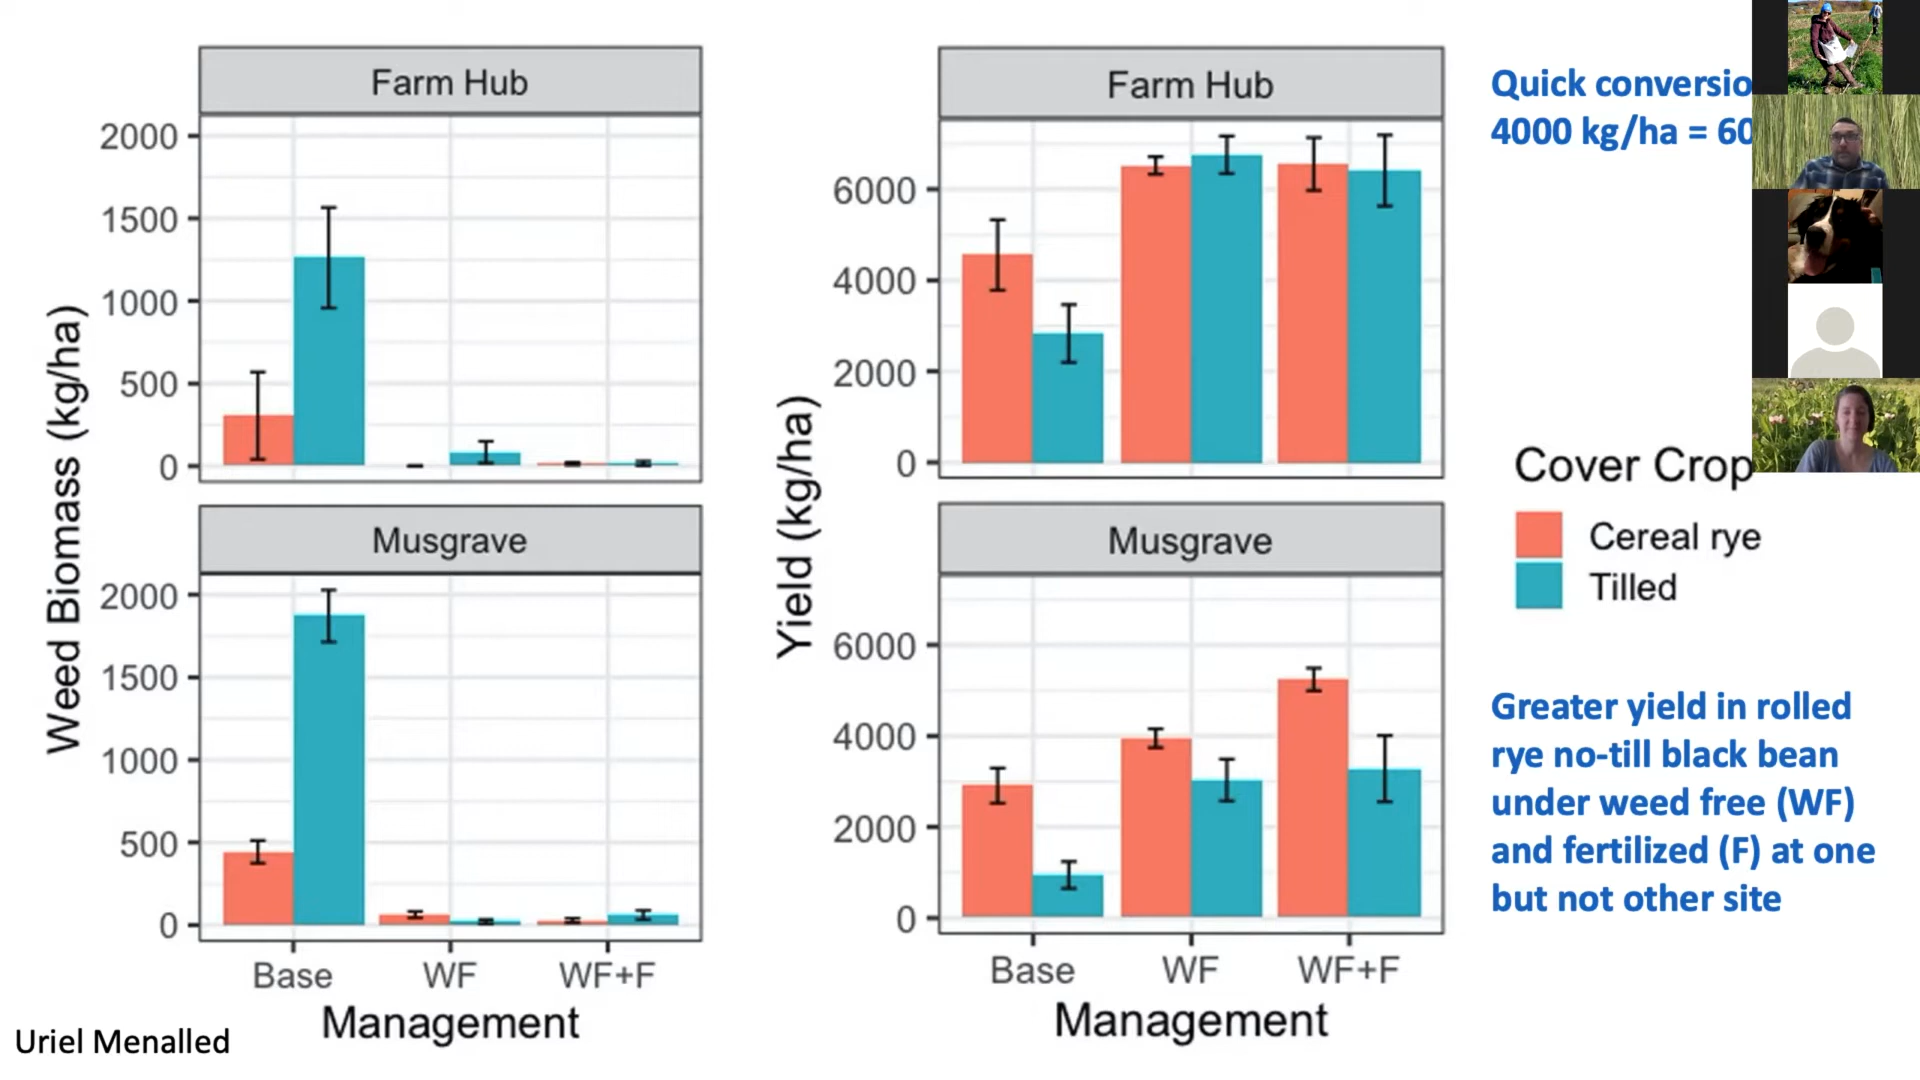 Farm Hub
2000
1500
1000
500
0
Musgrave
2000
1500
1000
500
0
Weed Biomass (kg/ha)
Base WF WF+F
Management
Farm Hub
6000
4000
2000
0
Musgrave
6000
4000
2000
0
Yield (kg/ha)
Base WF WF+F
Management
Quick conversio
4000 kg/ha = 60
Cover Crop
Cereal rye
Tilled
Greater yield in rolled
rye no-till black bean
under weed free (WF)
and fertilized (F) at one
but not other site
Uriel Menalled